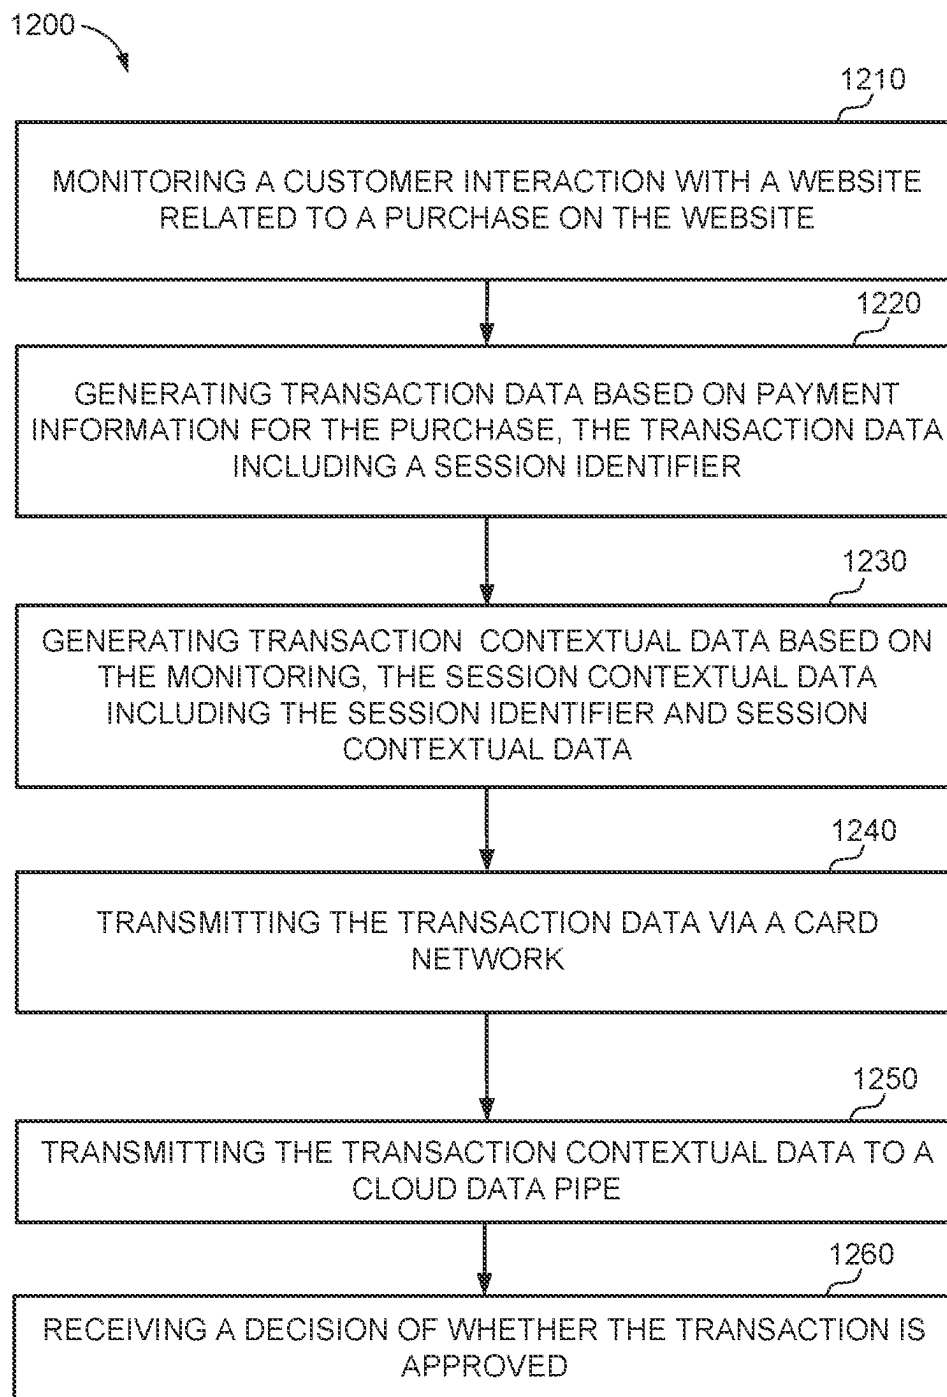 1200
1210
MONITORING A CUSTOMER INTERACTION WITH A WEBSITE
RELATED TO A PURCHASE ON THE WEBSITE
1220
GENERATING TRANSACTION DATA BASED ON PAYMENT
INFORMATION FOR THE PURCHASE, THE TRANSACTION DATA
INCLUDING A SESSION IDENTIFIER
1230
GENERATING TRANSACTION CONTEXTUAL DATA BASED ON
THE MONITORING, THE SESSION CONTEXTUAL DATA
INCLUDING THE SESSION IDENTIFIER AND SESSION
CONTEXTUAL DATA
1240
TRANSMITTING THE TRANSACTION DATA VIA A CARD
NETWORK
1250
TRANSMITTING THE TRANSACTION CONTEXTUAL DATA TO A
CLOUD DATA PIPE
1260
RECEIVING A DECISION OF WHETHER THE TRANSACTION IS
APPROVED